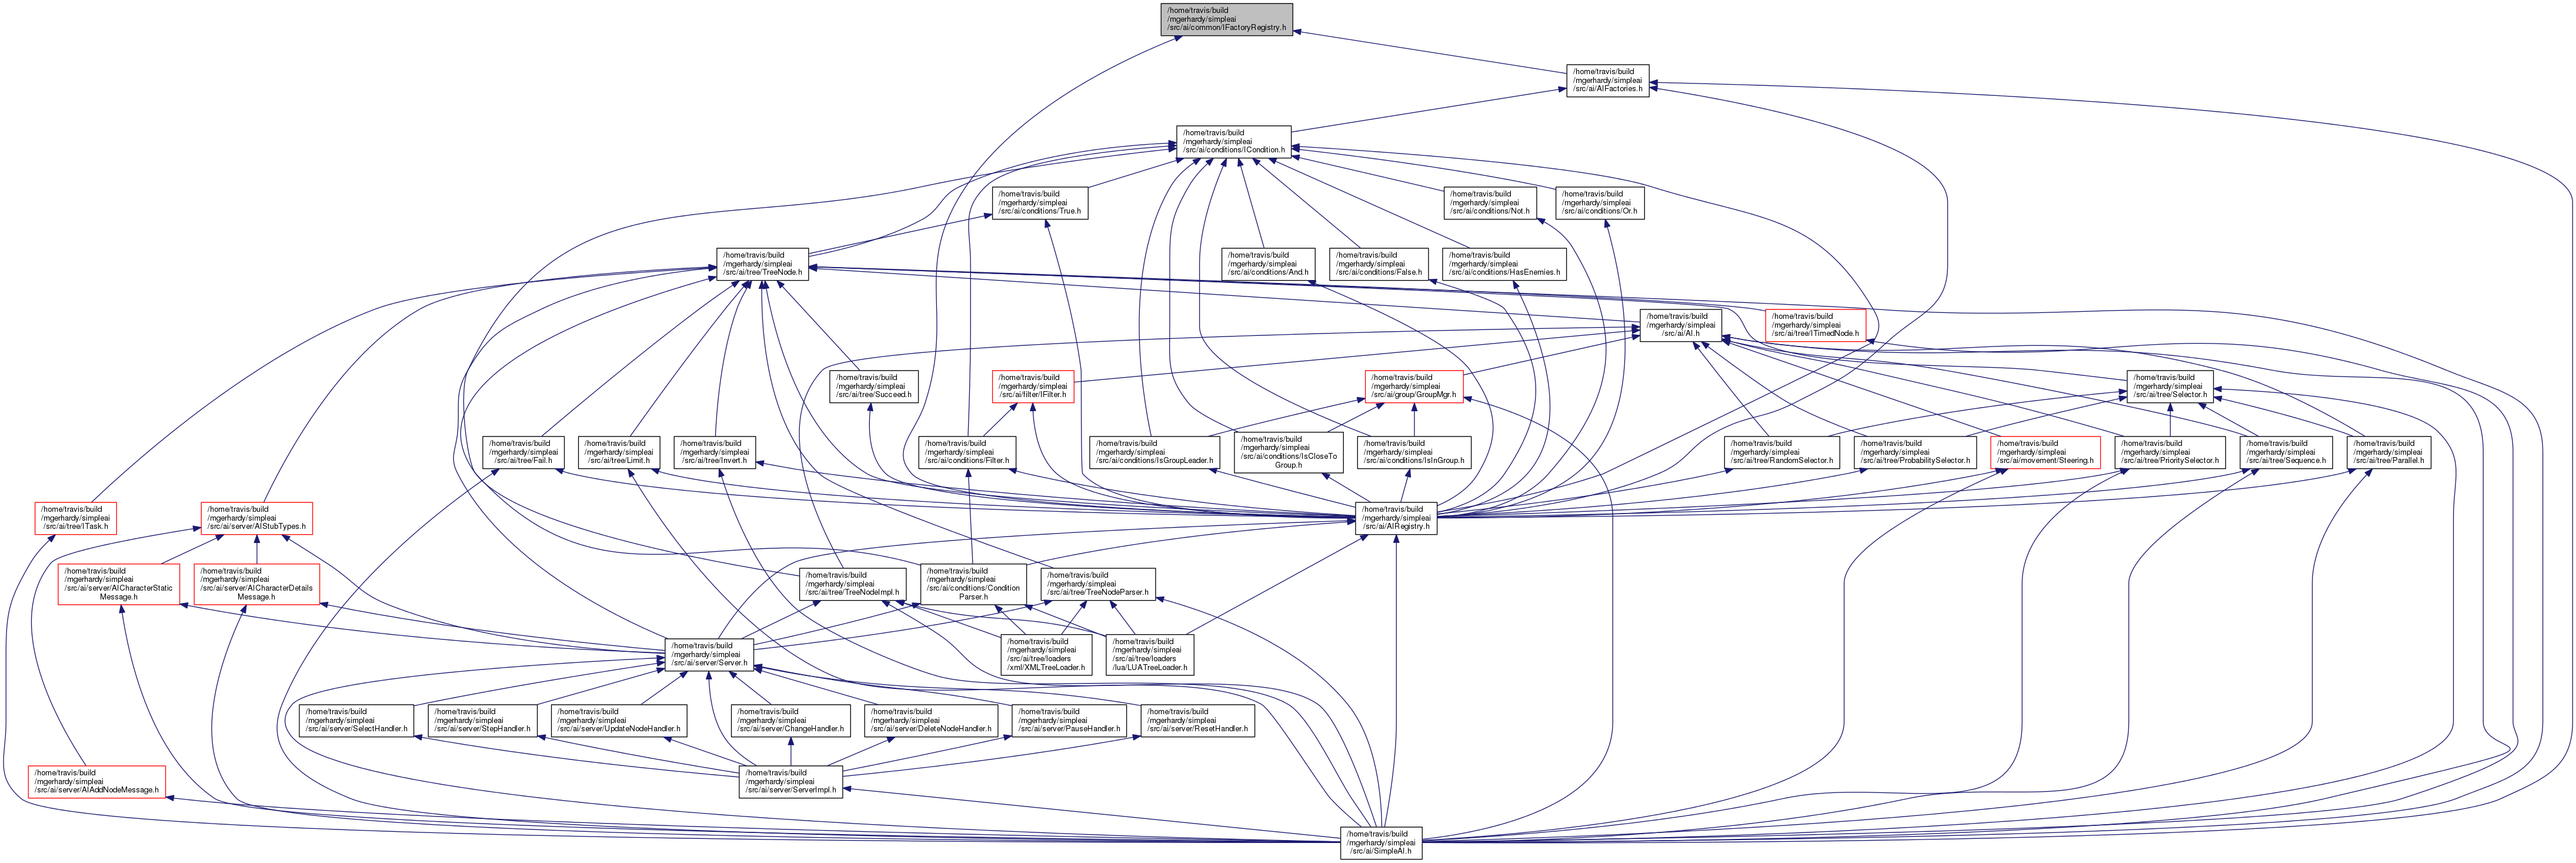 /home/travis/build
/mgerhardy/simpleai
/src/ai/common/IFactoryRegistry.h
/home/travis/build
/mgerhardy/simpleai
/src/ai/AIFactories.h
/home/travis/build
/mgerhardy/simpleai
/src/ai/conditions/ICondition.h
/home/travis/build
/mgerhardy/simpleai
/src/ai/conditions/True.h
/home/travis/build
/mgerhardy/simpleai
/src/ai/conditions/Not.h
/home/travis/build
/mgerhardy/simpleai
/src/ai/conditions/Or.h
/home/travis/build
/mgerhardy/simpleai
/src/ai/tree/TreeNode.h
/home/travis/build
/mgerhardy/simpleai
/src/ai/conditions/And.h
/home/travis/build
/mgerhardy/simpleai
/src/ai/conditions/False.h
/home/travis/build
/mgerhardy/simpleai
/src/ai/conditions/HasEnemies.h
/home/travis/build
/mgerhardy/simpleai
/src/ai/AI.h
/home/travis/build
/mgerhardy/simpleai
/src/ai/tree/ITimedNode.h
/home/travis/build
/mgerhardy/simpleai
/src/ai/tree/Succeed.h
/home/travis/build
/mgerhardy/simpleai
/src/ai/filter/IFilter.h
/home/travis/build
/mgerhardy/simpleai
/src/ai/group/GroupMgr.h
/home/travis/build
/mgerhardy/simpleai
/src/ai/tree/Selector.h
/home/travis/build
/mgerhardy/simpleai
/src/ai/tree/Fail.h
/home/travis/build
/mgerhardy/simpleai
/src/ai/tree/Limit.h
/home/travis/build
/mgerhardy/simpleai
/src/ai/tree/Invert.h
/home/travis/build
/mgerhardy/simpleai
/src/ai/conditions/Filter.h
/home/travis/build
/mgerhardy/simpleai
/src/ai/conditions/IsGroupLeader.h
/home/travis/build
/mgerhardy/simpleai
/src/ai/conditions/IsCloseTo
Group.h
/home/travis/build
/mgerhardy/simpleai
/src/ai/conditions/IsInGroup.h
/home/travis/build
/mgerhardy/simpleai
/src/ai/tree/RandomSelector.h
/home/travis/build
/mgerhardy/simpleai
/src/ai/tree/ProbabilitySelector.h
/home/travis/build
/mgerhardy/simpleai
/src/ai/movement/Steering.h
/home/travis/build
/mgerhardy/simpleai
/src/ai/tree/PrioritySelector.h
/home/travis/build
/mgerhardy/simpleai
/src/ai/tree/Sequence.h
/home/travis/build
/mgerhardy/simpleai
/src/ai/tree/Parallel.h
/home/travis/build
/mgerhardy/simpleai
/src/ai/tree/ITask.h
/home/travis/build
/mgerhardy/simpleai
/src/ai/server/AIStubTypes.h
/home/travis/build
/mgerhardy/simpleai
/src/ai/AIRegistry.h
/home/travis/build
/mgerhardy/simpleai
/src/ai/server/AICharacterStatic
Message.h
/home/travis/build
/mgerhardy/simpleai
/src/ai/server/AICharacterDetails
Message.h
/home/travis/build
/mgerhardy/simpleai
/src/ai/tree/TreeNodeImpl.h
/home/travis/build
/mgerhardy/simpleai
/src/ai/conditions/Condition
Parser.h
/home/travis/build
/mgerhardy/simpleai
/src/ai/tree/TreeNodeParser.h
/home/travis/build
/mgerhardy/simpleai
/src/ai/server/Server.h
/home/travis/build
/mgerhardy/simpleai
/src/ai/tree/loaders
/xml/XMLTreeLoader.h
/home/travis/build
/mgerhardy/simpleai
/src/ai/tree/loaders
/lua/LUATreeLoader.h
/home/travis/build
/mgerhardy/simpleai
/src/ai/server/SelectHandler.h
/home/travis/build
/mgerhardy/simpleai
/src/ai/server/StepHandler.h
/home/travis/build
/mgerhardy/simpleai
/src/ai/server/UpdateNodeHandler.h
/home/travis/build
/mgerhardy/simpleai
/src/ai/server/ChangeHandler.h
/home/travis/build
/mgerhardy/simpleai
/src/ai/server/DeleteNodeHandler.h
/home/travis/build
/mgerhardy/simpleai
/src/ai/server/PauseHandler.h
/home/travis/build
/mgerhardy/simpleai
/src/ai/server/ResetHandler.h
/home/travis/build
/mgerhardy/simpleai
/src/ai/server/AIAddNodeMessage.h
/home/travis/build
/mgerhardy/simpleai
/src/ai/server/ServerImpl.h
/home/travis/build
/mgerhardy/simpleai
/src/ai/SimpleAI.h